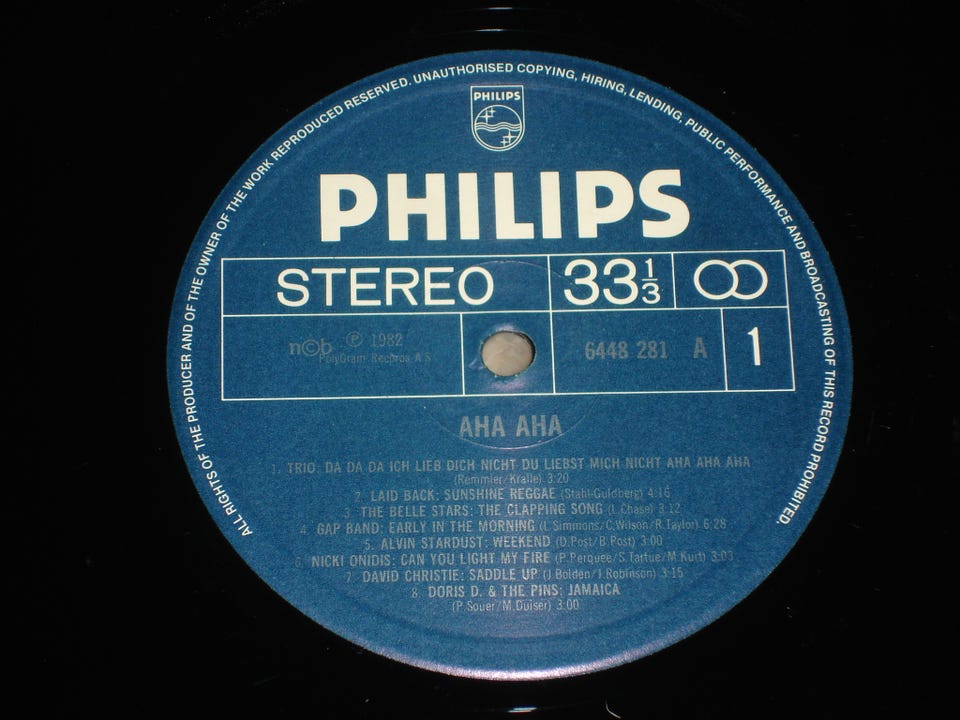 ALL RIGHTS OF THE PRODUCER AND OF THE OWNER OF THE WORK REPRODUCED RESERVED. UNAUTHORISED COPYING, HIRING, LENDING, PUBLIC PERFORMANCE AND BROADCASTING OF THIS RECORD PROHIBITED.
PHILIPS
PHILIPS
STEREO 33 1/3
n©b ℗ 1982 6448 281 A 1
PolyGram Records A.S
AHA AHA
1. TRIO: DA DA DA ICH LIEB DICH NICHT DU LIEBST MICH NICHT AHA AHA AHA
(Remmler/Kralle) 3:20
2. LAID BACK: SUNSHINE REGGAE (Stahl-Guldberg) 4:16
3. THE BELLE STARS: THE CLAPPING SONG (L.Chase) 3:12
4. GAP BAND: EARLY IN THE MORNING (L.Simmons/C.Wilson/R.Taylor) 6:28
5. ALVIN STARDUST: WEEKEND (D.Post/B.Post) 3:00
6. NICKI ONIDIS: CAN YOU LIGHT MY FIRE (P.Perquee/S.Tartue/M.Kurt) 3:03
7. DAVID CHRISTIE: SADDLE UP (J.Bolden/J.Robinson) 3:15
8. DORIS D. & THE PINS: JAMAICA
(P.Souer/M.Duiser) 3:00